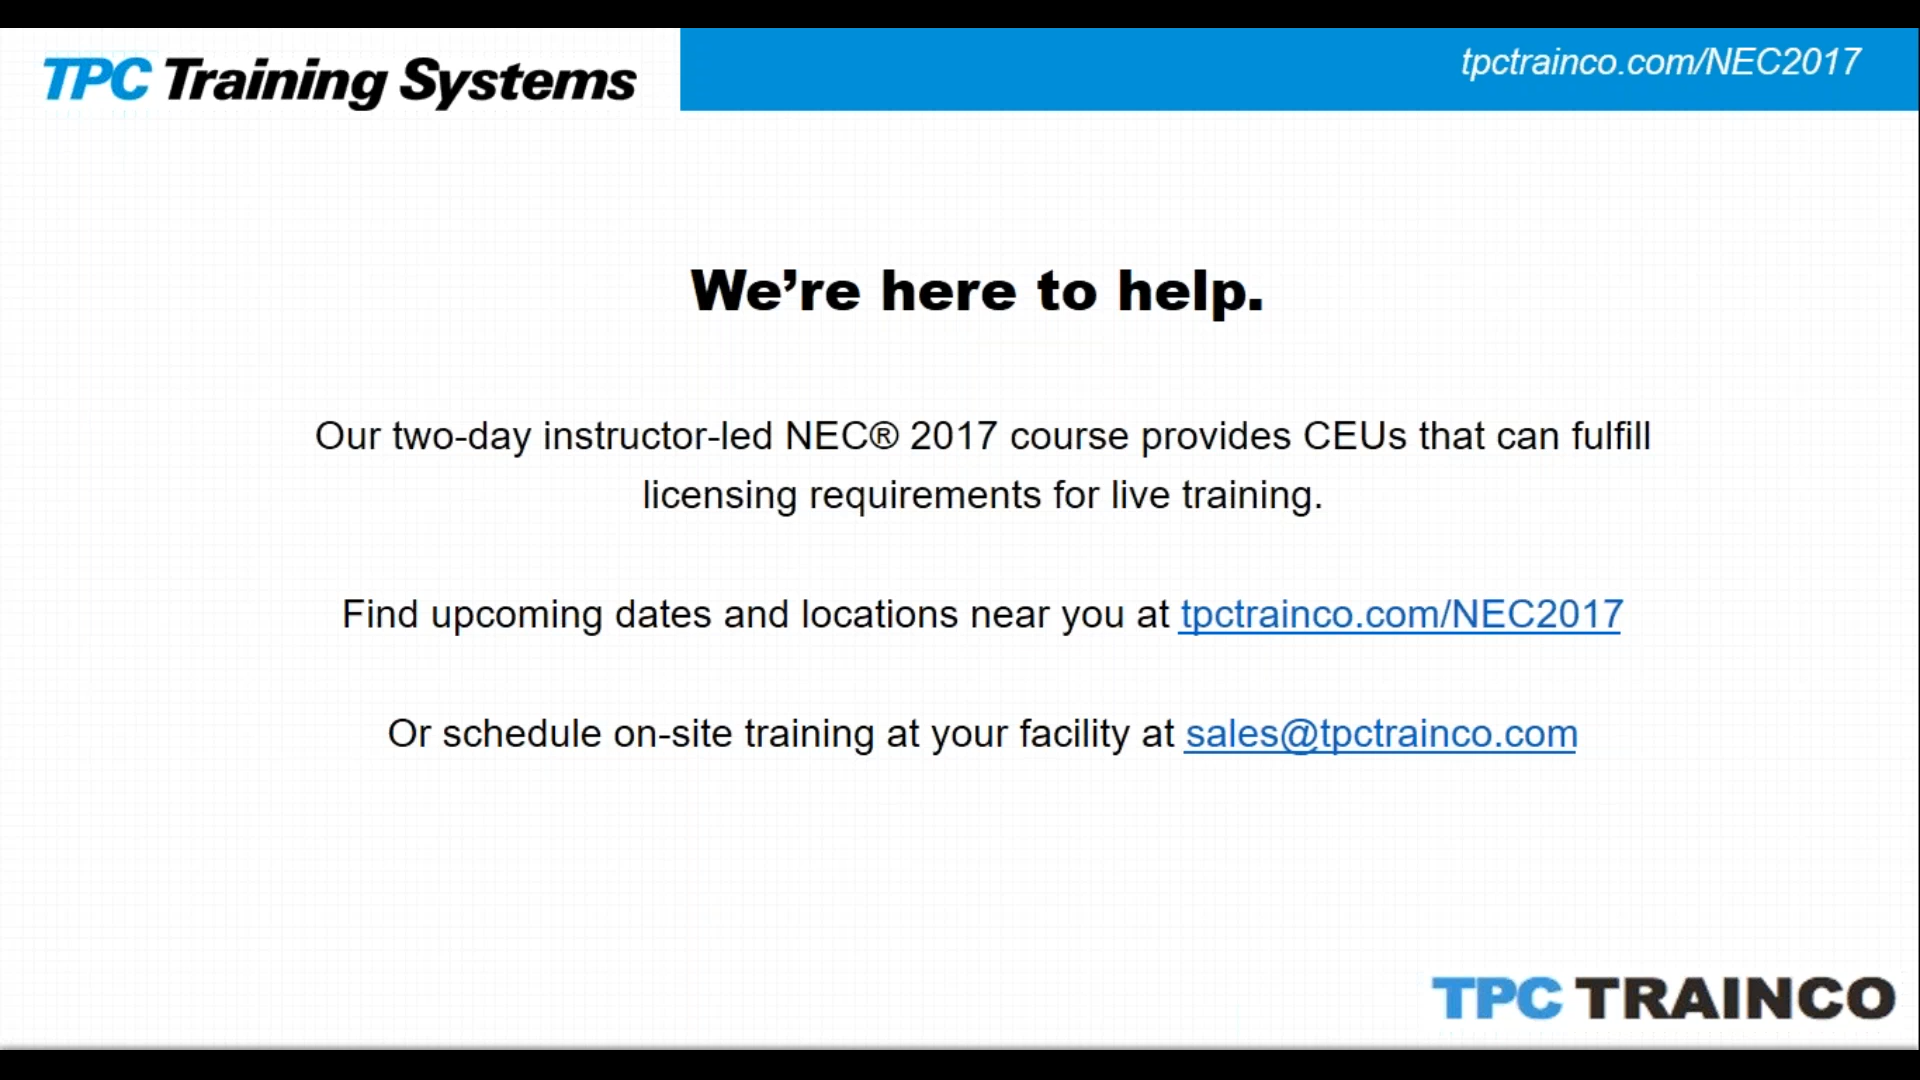 TPC Training Systems
tpctrainco.com/NEC2017
We’re here to help.
Our two-day instructor-led NEC® 2017 course provides CEUs that can fulfill
licensing requirements for live training.
Find upcoming dates and locations near you at tpctrainco.com/NEC2017
Or schedule on-site training at your facility at sales@tpctrainco.com
TPC TRAINCO